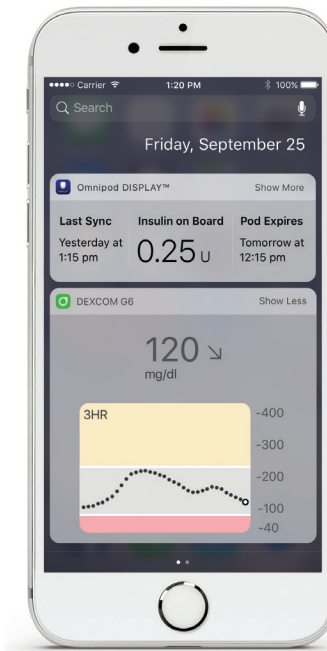 Carrier 1:20 PM 100%
Search
Friday, September 25
Omnipod DISPLAY™ Show More
Last Sync Insulin on Board Pod Expires
Yesterday at 1:15 pm 0.25 U Tomorrow at 12:15 pm
DEXCOM G6 Show Less
120
mg/dl
3HR
-400
-300
-200
-100
-40